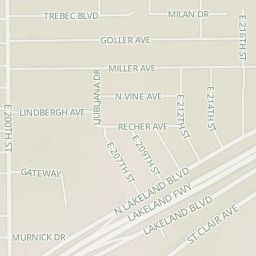 TREBEC BLVD
MILAN DR
E 216TH ST
GOLLER AVE
MILLER AVE
LJUBLJANA DR
N VINE AVE
E 212TH ST
E 214TH ST
E 200TH ST
LINDBERGH AVE
RECHER AVE
E 207TH ST
E 209TH ST
GATEWAY
N LAKELAND BLVD
LAKELAND FWY
LAKELAND BLVD
ST CLAIR AVE
MURNICK DR